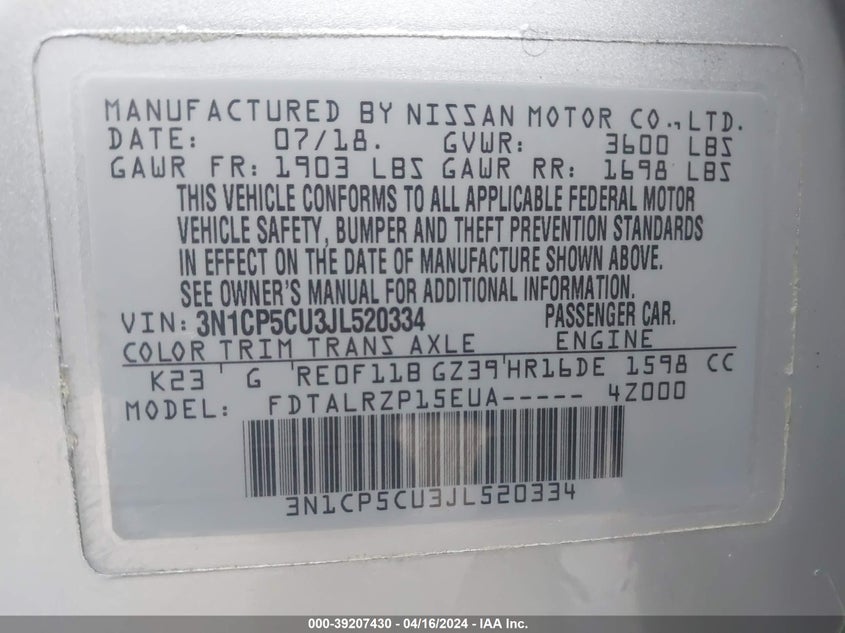 MANUFACTURED BY NISSAN MOTOR CO.,LTD.
DATE: 07/18. GVWR: 3600 LBS
GAWR FR: 1903 LBS GAWR RR: 1698 LBS
THIS VEHICLE CONFORMS TO ALL APPLICABLE FEDERAL MOTOR
VEHICLE SAFETY, BUMPER AND THEFT PREVENTION STANDARDS
IN EFFECT ON THE DATE OF MANUFACTURE SHOWN ABOVE.
SEE OWNER'S MANUAL FOR ADDITIONAL INFORMATION.
VIN: 3N1CP5CU3JL520334 PASSENGER CAR.
COLOR TRIM TRANS AXLE ENGINE
K23 G RE0F11B GZ39 HR16DE 1598 CC
MODEL: FDTALRZP15EUA----- 4Z000
3N1CP5CU3JL520334
000-39207430 - 04/16/2024 - IAA Inc.